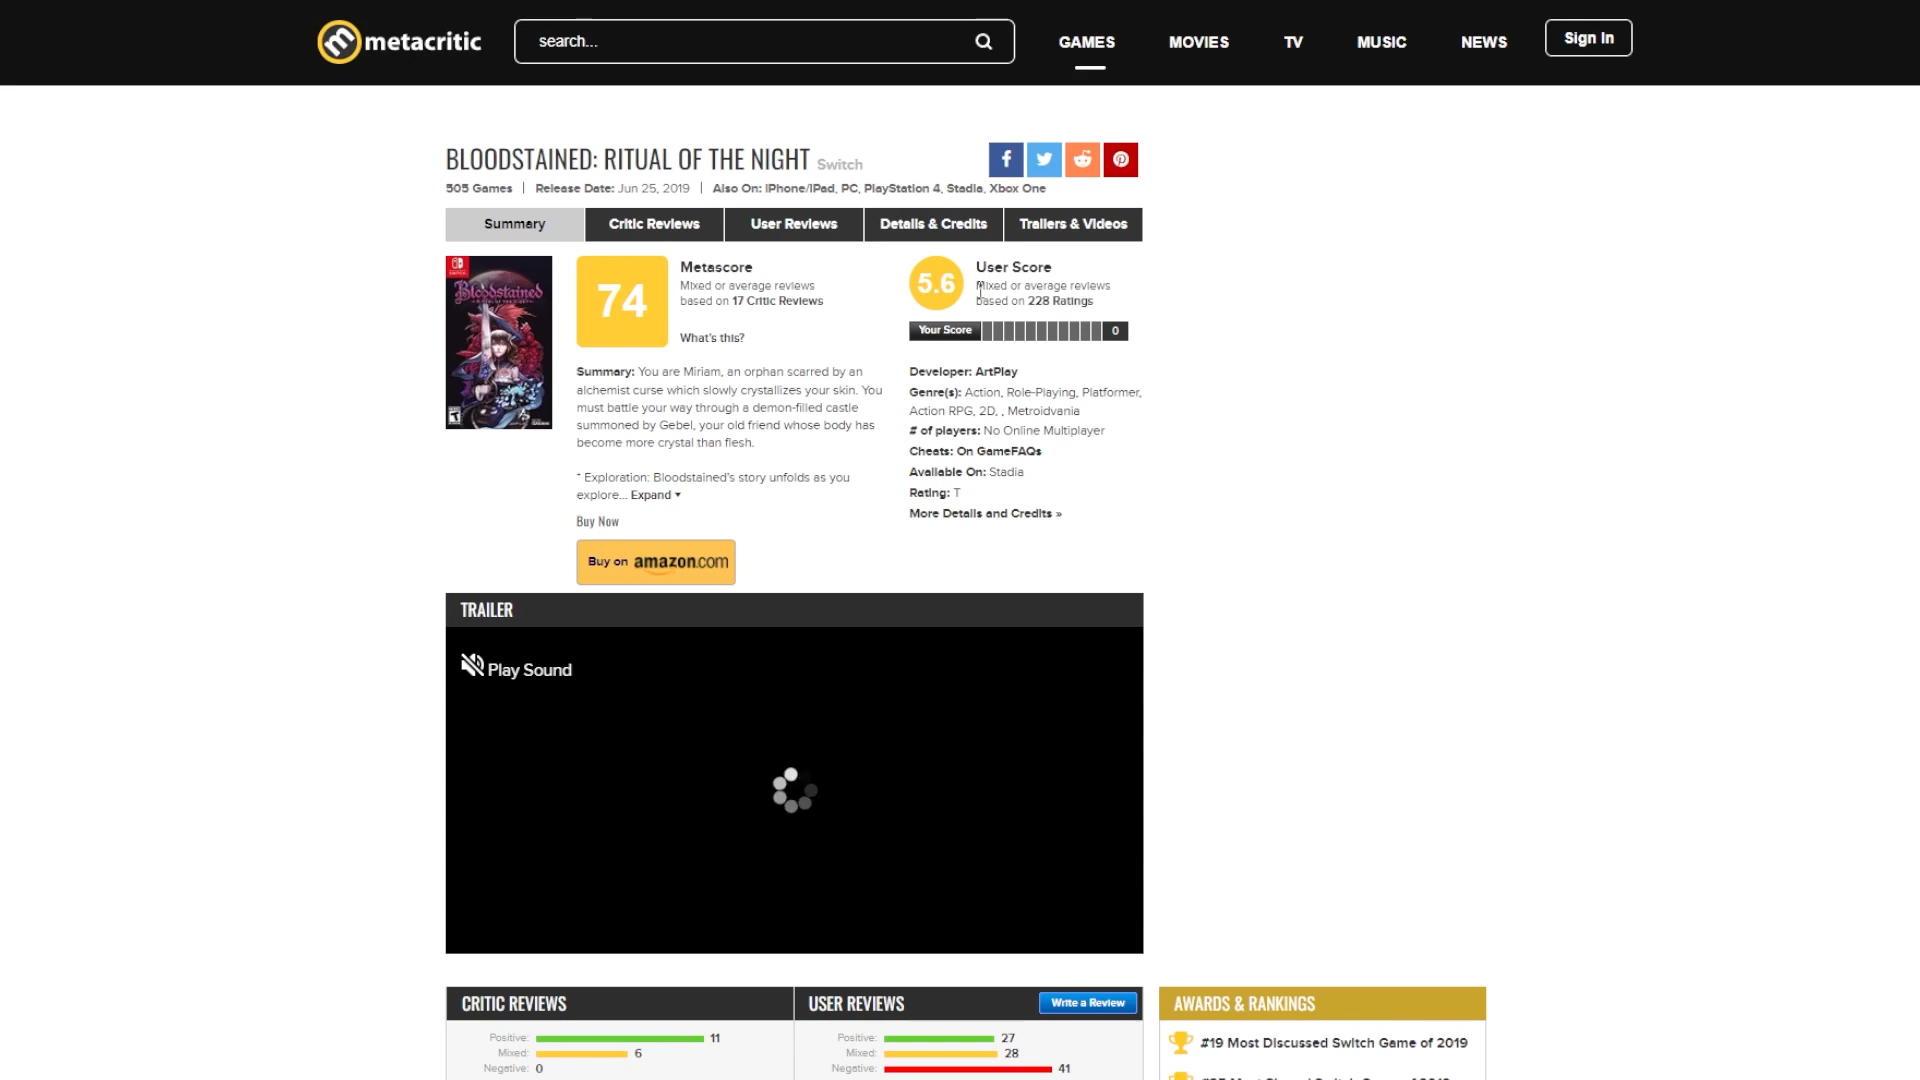 metacritic
search...
GAMES
MOVIES
TV
MUSIC
NEWS
Sign In
BLOODSTAINED: RITUAL OF THE NIGHT Switch
505 Games | Release Date: Jun 25, 2019 | Also On: iPhone/iPad, PC, PlayStation 4, Stadia, Xbox One
Summary
Critic Reviews
User Reviews
Details & Credits
Trailers & Videos
Bloodstained
74
Metascore
Mixed or average reviews
based on 17 Critic Reviews
What's this?
5.6
User Score
Mixed or average reviews
based on 228 Ratings
Your Score
0
Summary: You are Miriam, an orphan scarred by an
alchemist curse which slowly crystallizes your skin. You
must battle your way through a demon-filled castle
summoned by Gebel, your old friend whose body has
become more crystal than flesh.
* Exploration: Bloodstained's story unfolds as you
explore... Expand
Buy Now
Buy on amazon.com
Developer: ArtPlay
Genre(s): Action, Role-Playing, Platformer,
Action RPG, 2D, , Metroidvania
# of players: No Online Multiplayer
Cheats: On GameFAQs
Available On: Stadia
Rating: T
More Details and Credits »
TRAILER
Play Sound
CRITIC REVIEWS
Positive: 11
Mixed: 6
Negative: 0
USER REVIEWS
Write a Review
Positive: 27
Mixed: 28
Negative: 41
AWARDS & RANKINGS
#19 Most Discussed Switch Game of 2019